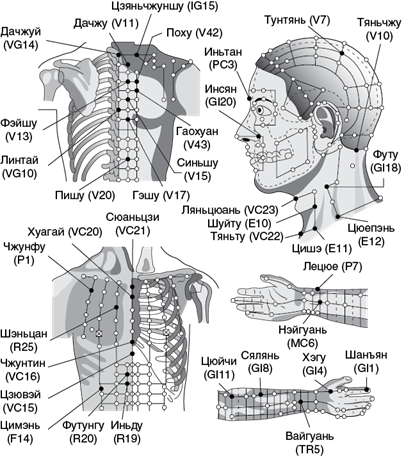 Цзяньчжуншу (IG15)
Дачжу (V11)
Дачжуй
(VG14)
Поху (V42)
Фэйшу
(V13)
Линтай
(VG10)
Гаохуан
(V43)
Синьшу
(V15)
Пишу (V20)
Гэшу (V17)
Тунтянь (V7)
Тяньчжу
(V10)
Иньтан
(PC3)
Инсян
(GI20)
Футу
(GI18)
Ляньцюань (VC23)
Шуйту (E10)
Тяньту (VC22)
Цишэ (E11)
Цюепэнь
(E12)
Сюаньцзи
(VC21)
Хуагай (VC20)
Чжунфу
(P1)
Шэньцан
(R25)
Чжунтин
(VC16)
Цзювэй
(VC15)
Цимэнь
(F14)
Футунгу
(R20)
Иньду
(R19)
Лецюе (P7)
Нэйгуань
(MC6)
Цюйчи
(GI11)
Сялянь
(GI8)
Хэгу
(GI4)
Шанъян
(GI1)
Вайгуань
(TR5)